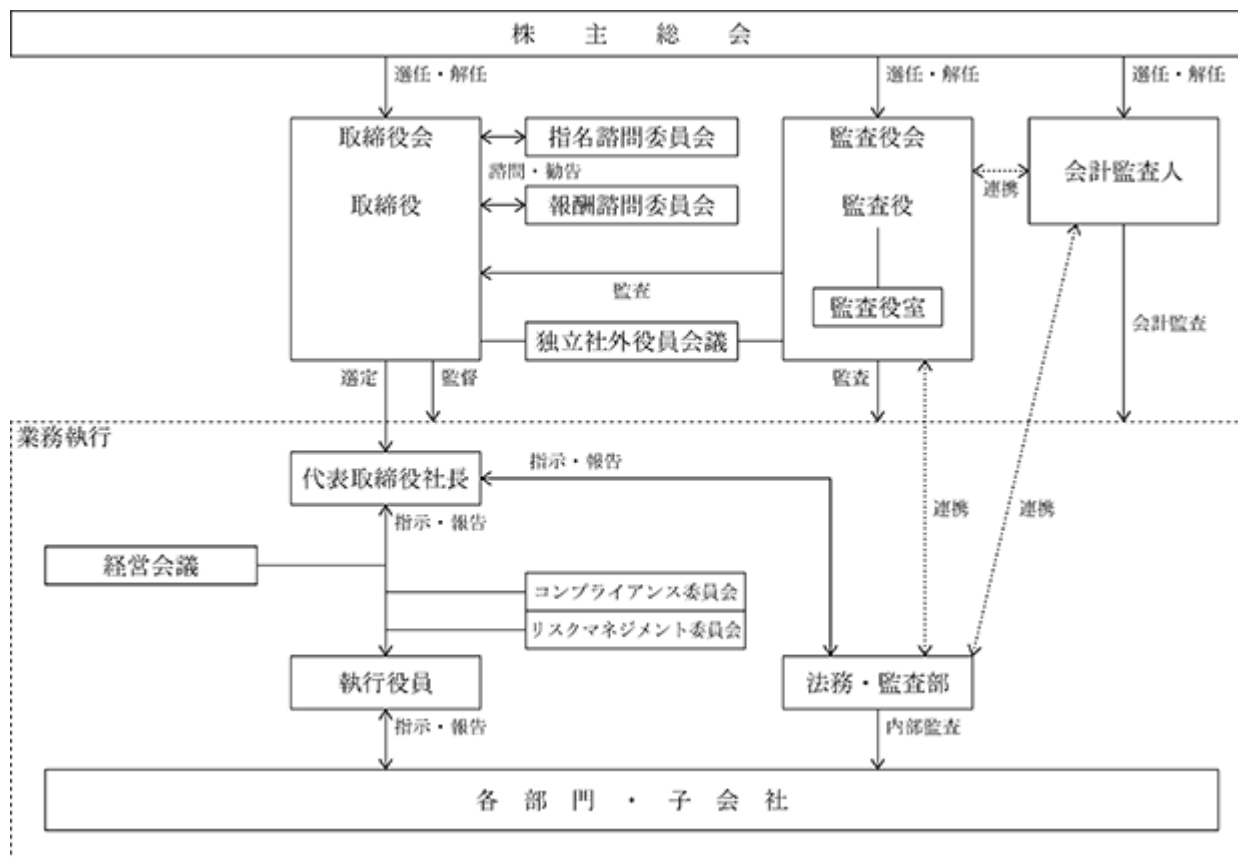 株主総会
選任・解任
選任・解任
選任・解任
取締役会
指名諮問委員会
監査役会
会計監査人
諮問・勧告
連携
取締役
報酬諮問委員会
監査役
監査
監査役室
独立社外役員会議
会計監査
選定
監督
監査
業務執行
代表取締役社長
指示・報告
指示・報告
連携
連携
経営会議
コンプライアンス委員会
リスクマネジメント委員会
執行役員
法務・監査部
指示・報告
内部監査
各部門・子会社